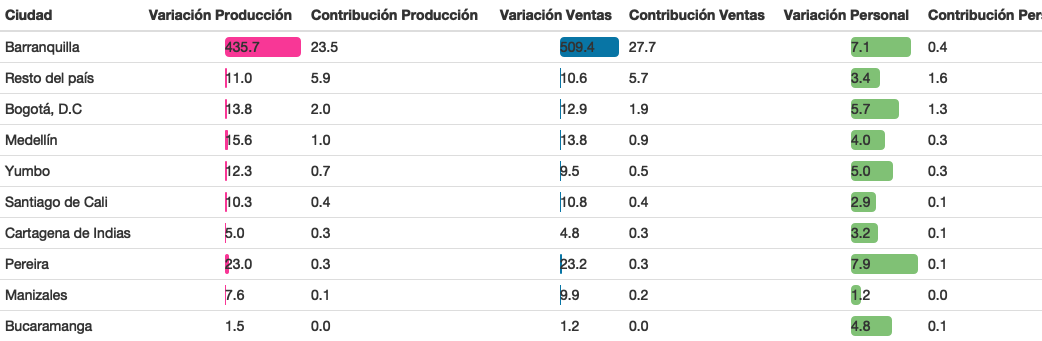 Ciudad Variación Producción Contribución Producción Variación Ventas Contribución Ventas Variación Personal Contribución Per
Barranquilla 435.7 23.5 509.4 27.7 7.1 0.4
Resto del país 11.0 5.9 10.6 5.7 3.4 1.6
Bogotá, D.C 13.8 2.0 12.9 1.9 5.7 1.3
Medellín 15.6 1.0 13.8 0.9 4.0 0.3
Yumbo 12.3 0.7 9.5 0.5 5.0 0.3
Santiago de Cali 10.3 0.4 10.8 0.4 2.9 0.1
Cartagena de Indias 5.0 0.3 4.8 0.3 3.2 0.1
Pereira 23.0 0.3 23.2 0.3 7.9 0.1
Manizales 7.6 0.1 9.9 0.2 1.2 0.0
Bucaramanga 1.5 0.0 1.2 0.0 4.8 0.1